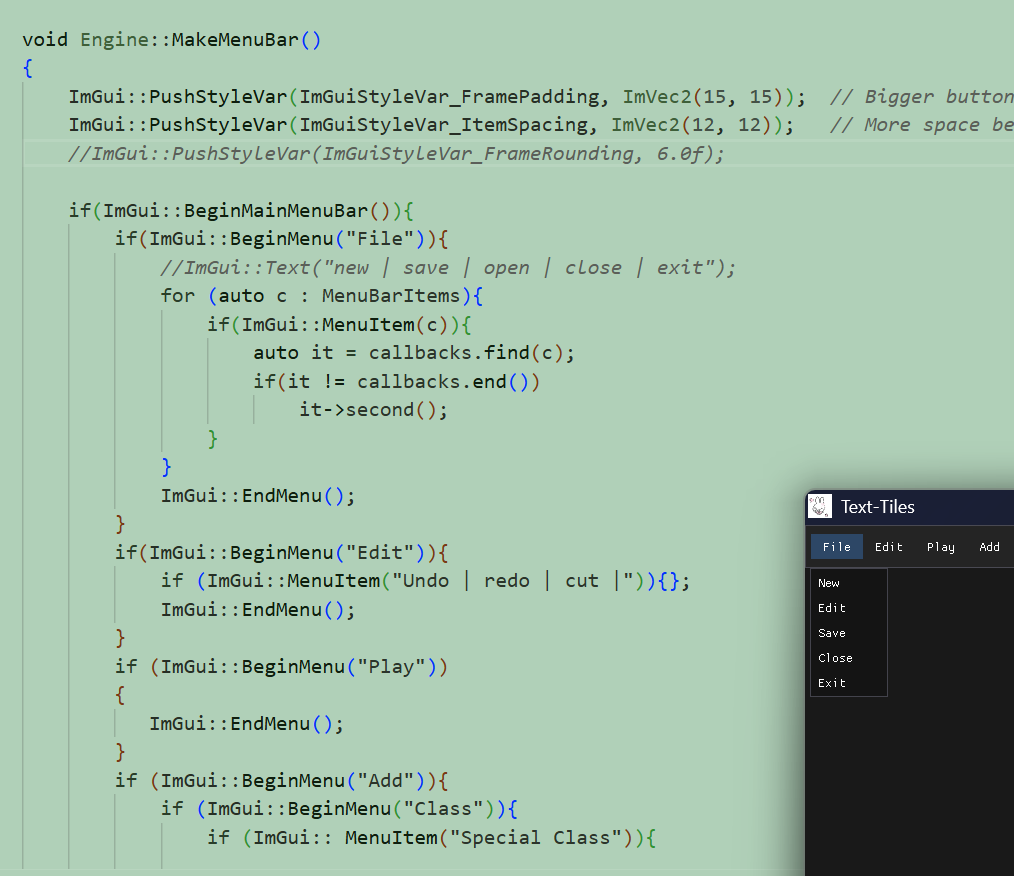 void Engine::MakeMenuBar()
{
    ImGui::PushStyleVar(ImGuiStyleVar_FramePadding, ImVec2(15, 15));  // Bigger button
    ImGui::PushStyleVar(ImGuiStyleVar_ItemSpacing, ImVec2(12, 12));   // More space be
    //ImGui::PushStyleVar(ImGuiStyleVar_FrameRounding, 6.0f);
    if(ImGui::BeginMainMenuBar()){
        if(ImGui::BeginMenu("File")){
            //ImGui::Text("new | save | open | close | exit");
            for (auto c : MenuBarItems){
                if(ImGui::MenuItem(c)){
                    auto it = callbacks.find(c);
                    if(it != callbacks.end())
                        it->second();
                }
            }
            ImGui::EndMenu();
        }
        if(ImGui::BeginMenu("Edit")){
            if (ImGui::MenuItem("Undo | redo | cut |")){};
            ImGui::EndMenu();
        }
        if (ImGui::BeginMenu("Play"))
        {
           ImGui::EndMenu();
        }
        if (ImGui::BeginMenu("Add")){
            if (ImGui::BeginMenu("Class")){
                if (ImGui:: MenuItem("Special Class")){
Text-Tiles
File Edit Play Add
New
Edit
Save
Close
Exit